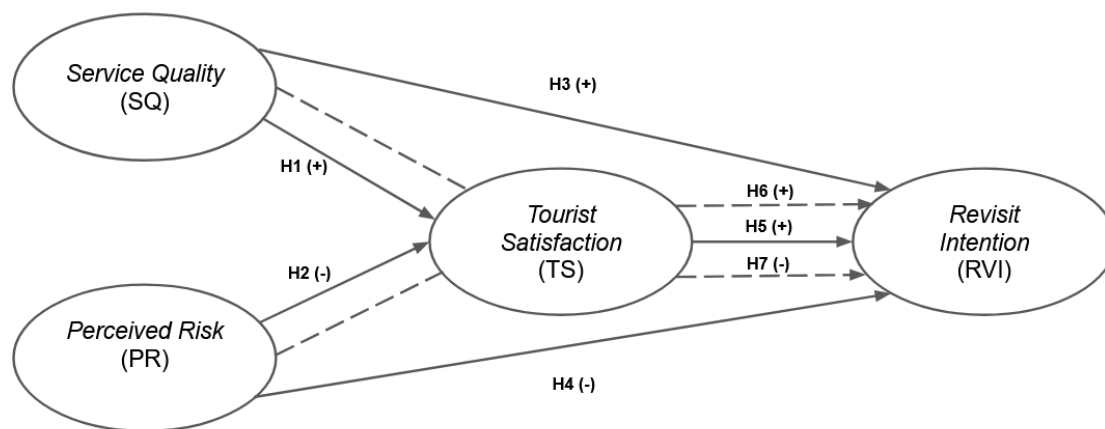 Service Quality
(SQ)
H3 (+)
H1 (+)
Tourist
Satisfaction
(TS)
H6 (+)
H5 (+)
H7 (-)
Revisit
Intention
(RVI)
H2 (-)
Perceived Risk
(PR)
H4 (-)